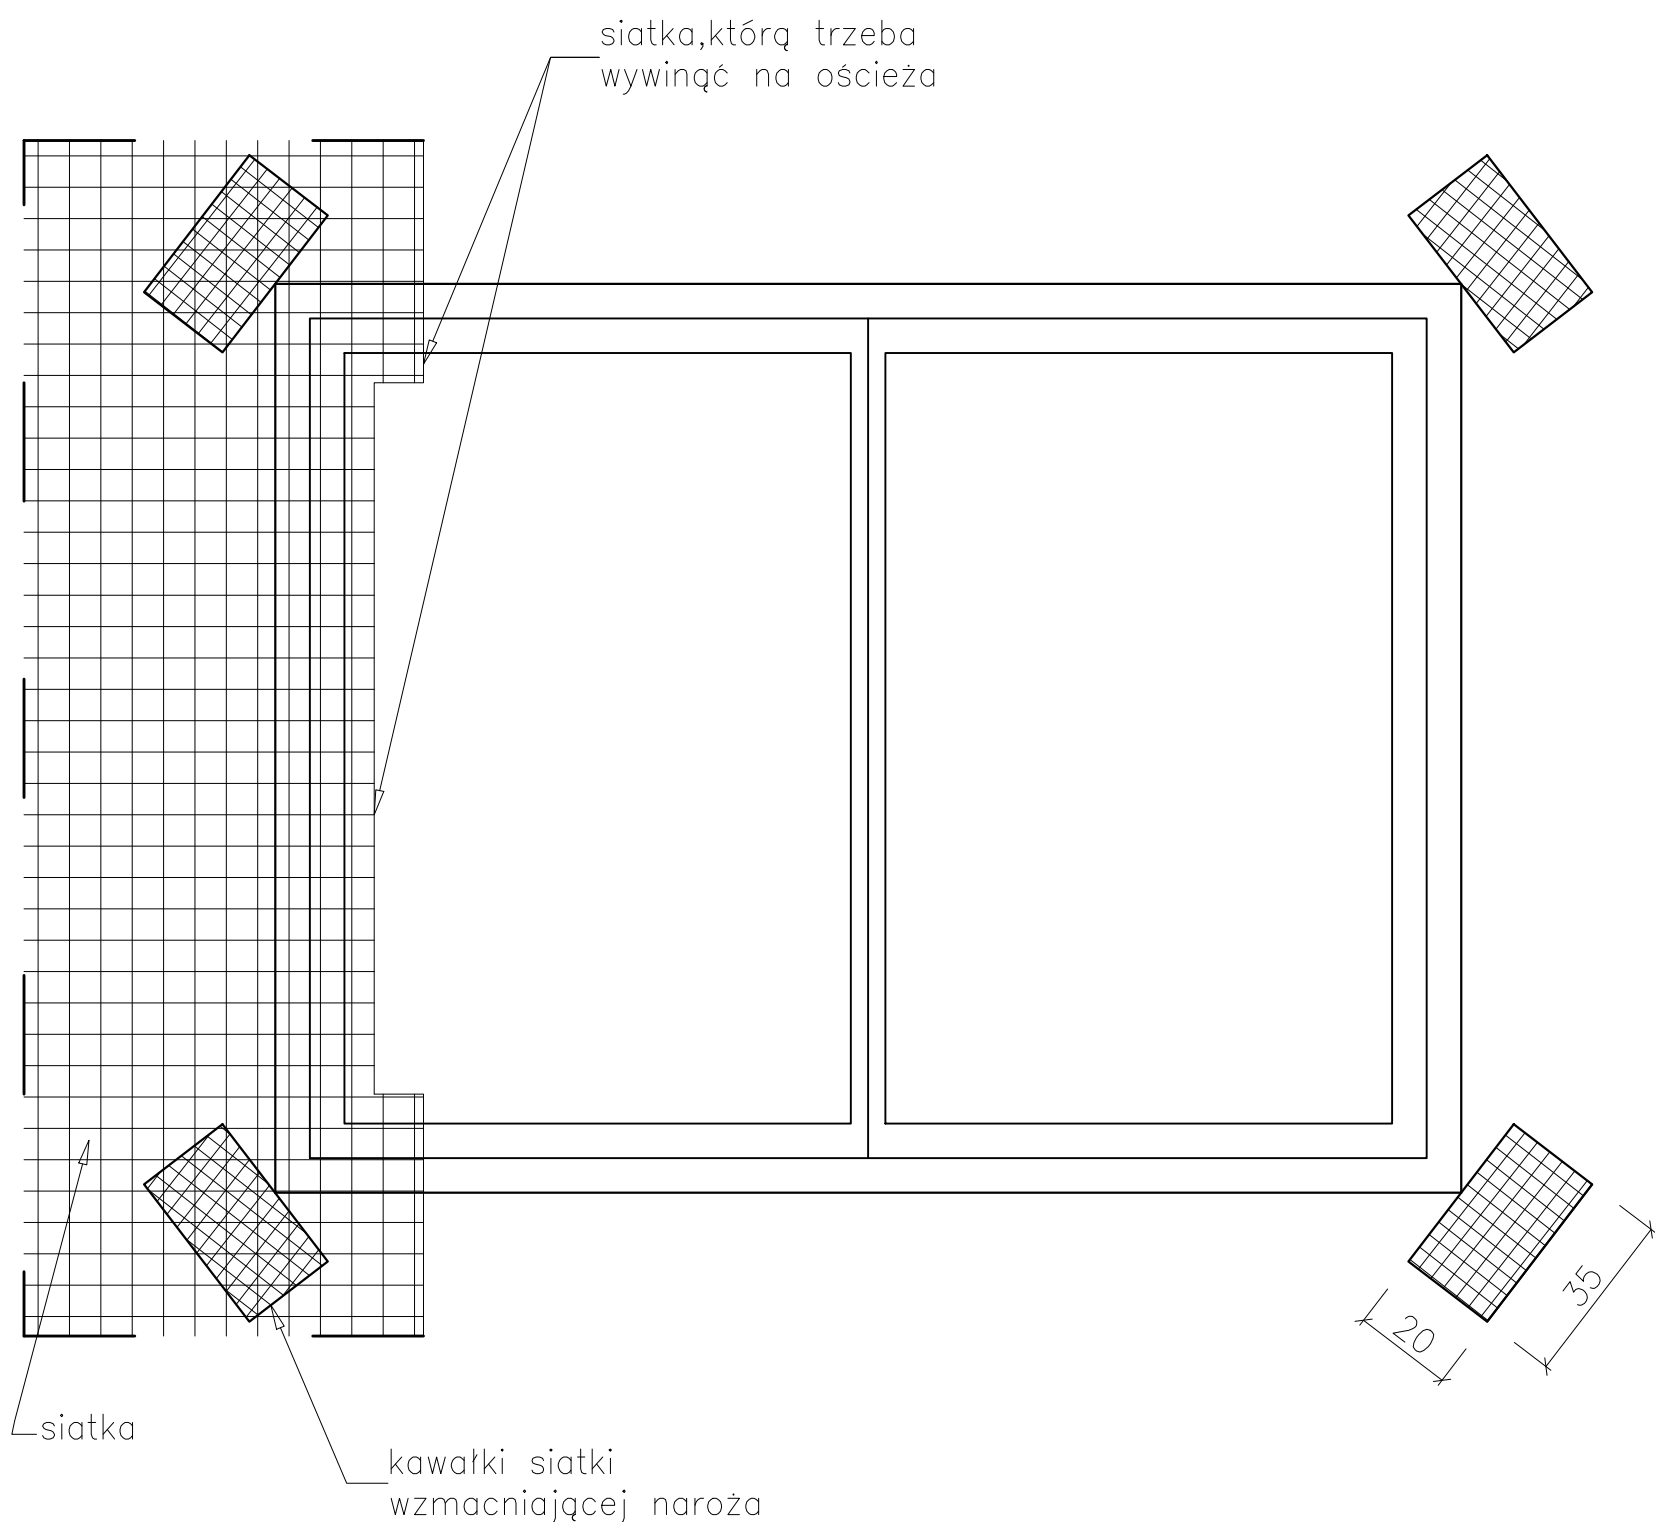 siatka,którą trzeba
wywinąć na ościeża
35
20
siatka
kawałki siatki
wzmacniającej naroża